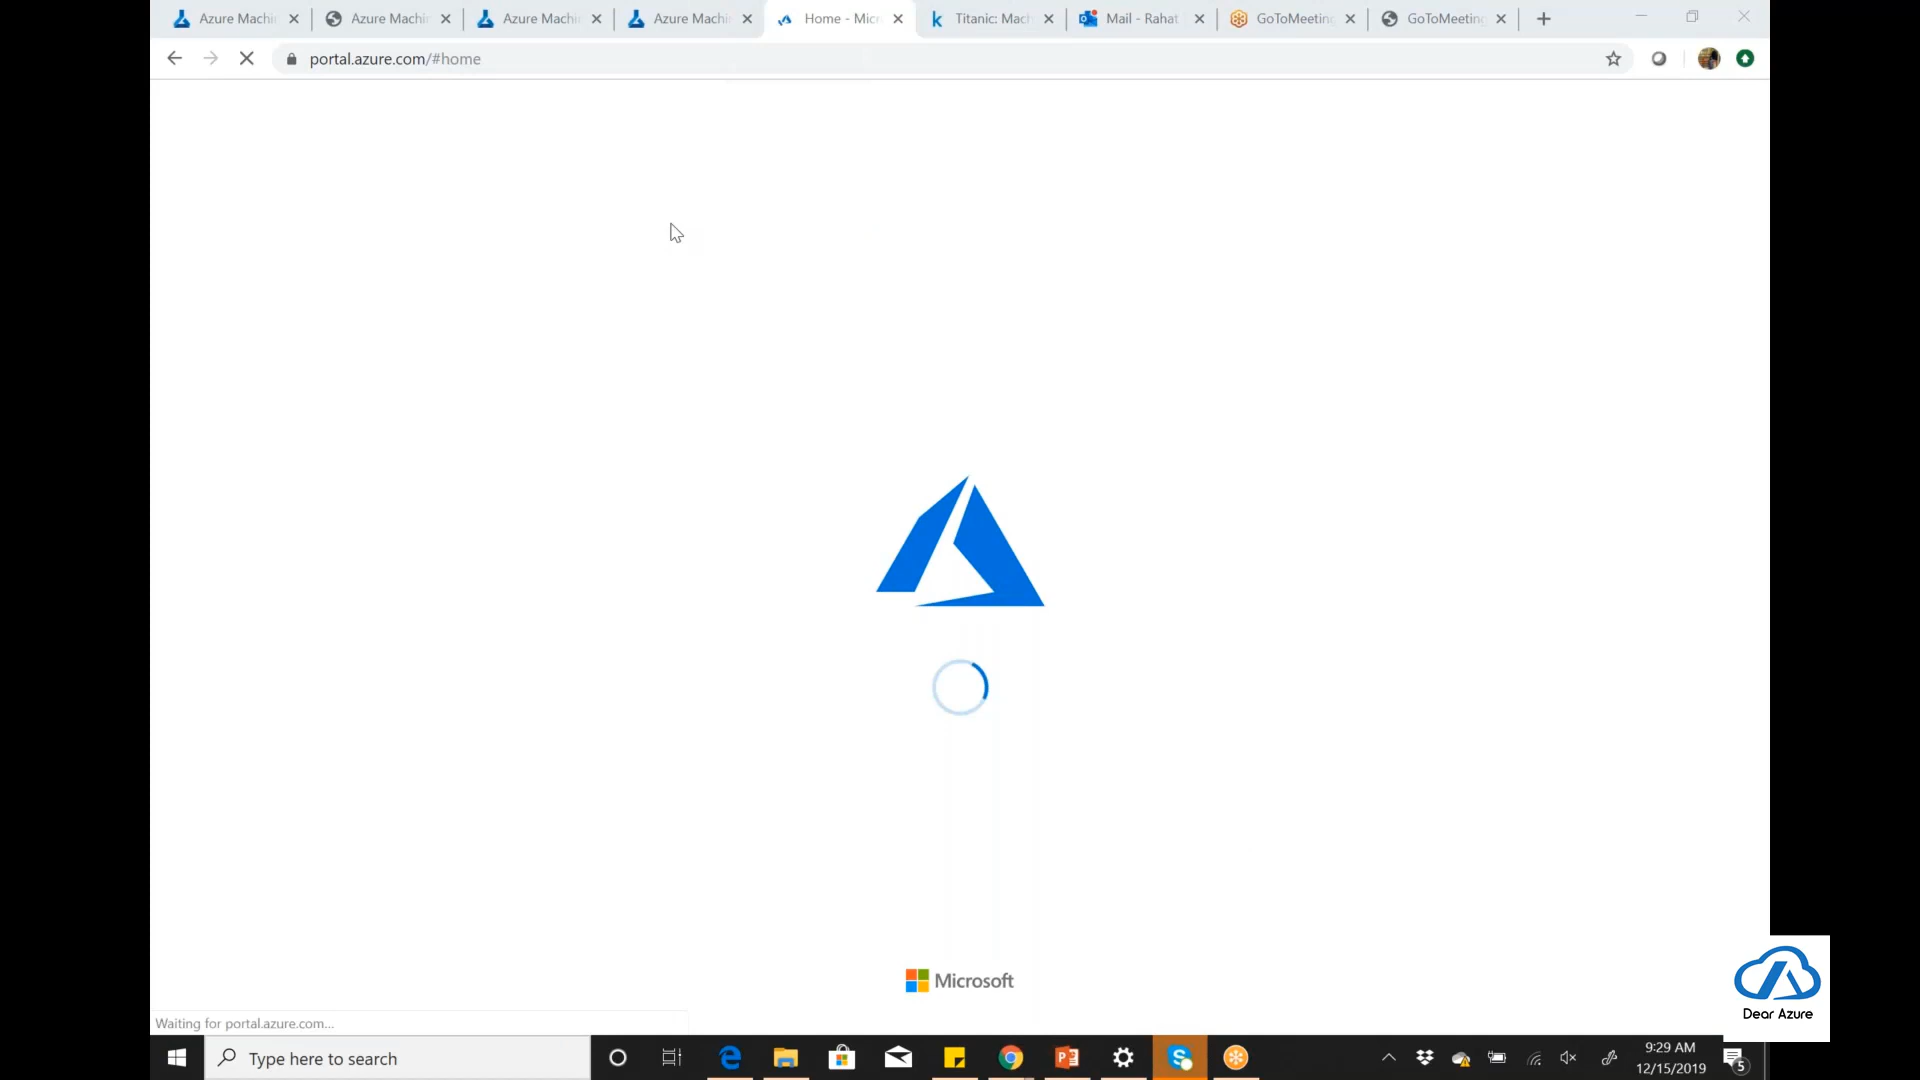 Azure Machi
Azure Machi
Azure Machi
Azure Machi
Home - Micr
k
Titanic: Mach
Mail - Rahat
GoToMeeting
GoToMeeting
portal.azure.com/#home
Microsoft
Waiting for portal.azure.com...
Dear Azure
Type here to search
9:29 AM
12/15/2019
5